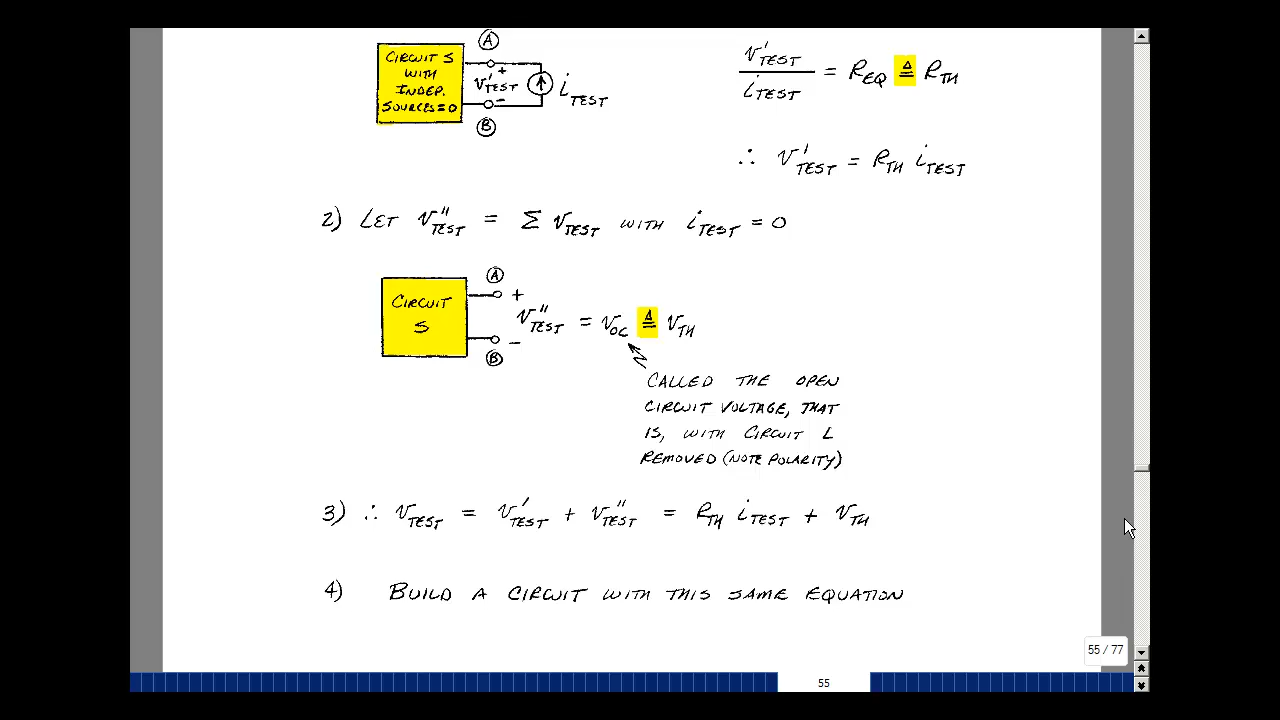 A
CIRCUIT S
WITH
INDEP.
SOURCES=0
+
v'TEST
-
iTEST
B
v'TEST / iTEST = REQ ≜ RTH
∴ v'TEST = RTH iTEST
2) LET v''TEST = Σ vTEST WITH iTEST = 0
A
CIRCUIT
S
+
v''TEST = vOC ≜ vTH
-
B
CALLED THE OPEN
CIRCUIT VOLTAGE, THAT
IS, WITH CIRCUIT L
REMOVED (NOTE POLARITY)
3) ∴ vTEST = v'TEST + v''TEST = RTH iTEST + vTH
4) BUILD A CIRCUIT WITH THIS SAME EQUATION
55 / 77
55